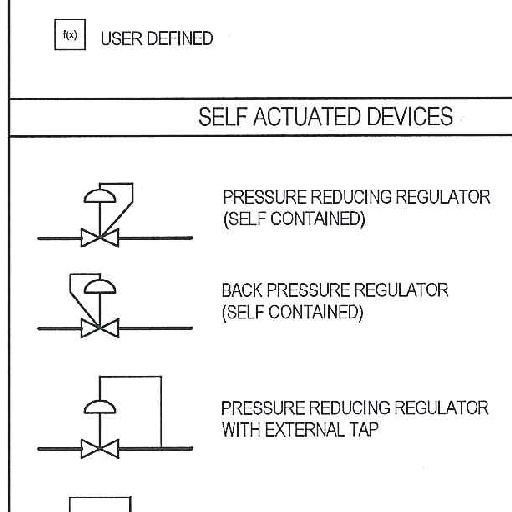 f(x) USER DEFINED
SELF ACTUATED DEVICES
PRESSURE REDUCING REGULATOR
(SELF CONTAINED)
BACK PRESSURE REGULATOR
(SELF CONTAINED)
PRESSURE REDUCING REGULATOR
WITH EXTERNAL TAP